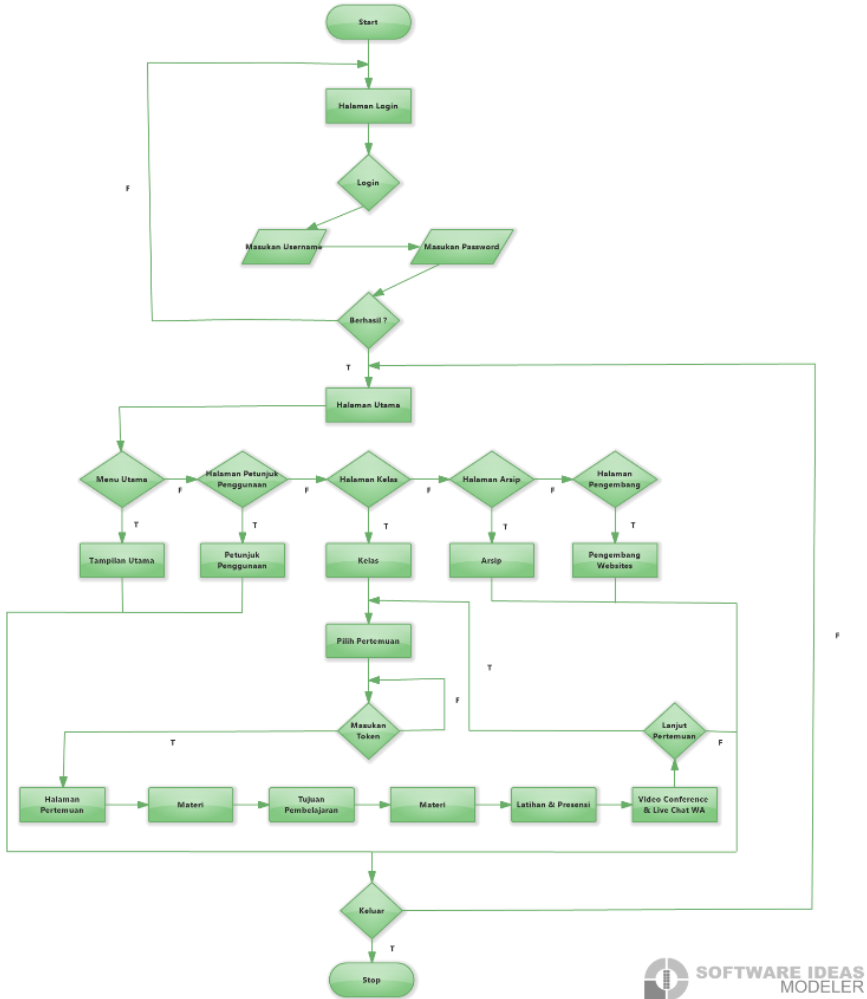 Start
Halaman Login
Login
F
Masukan Username
Masukan Password
Berhasil ?
T
Halaman Utama
Menu Utama
F
Halaman Petunjuk
Penggunaan
F
Halaman Kelas
F
Halaman Arsip
F
Halaman
Pengembang
T
T
T
T
T
Tampilan Utama
Petunjuk
Penggunaan
Kelas
Arsip
Pengembang
Websites
Pilih Pertemuan
F
T
F
Masukan
Token
T
Lanjut
Pertemuan
F
Halaman
Pertemuan
Materi
Tujuan
Pembelajaran
Materi
Latihan & Presensi
Video Conference
& Live Chat WA
Keluar
T
Stop
SOFTWARE IDEAS
MODELER